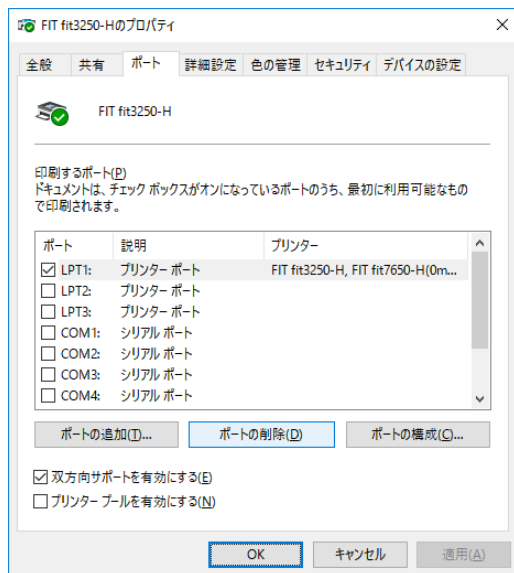 FIT fit3250-Hのプロパティ
全般 共有 ポート 詳細設定 色の管理 セキュリティ デバイスの設定
FIT fit3250-H
印刷するポート(P)
ドキュメントは、チェック ボックスがオンになっているポートのうち、最初に利用可能なもの
で印刷されます。
ポート 説明 プリンター
LPT1: プリンター ポート FIT fit3250-H, FIT fit7650-H(0m...
LPT2: プリンター ポート
LPT3: プリンター ポート
COM1: シリアル ポート
COM2: シリアル ポート
COM3: シリアル ポート
COM4: シリアル ポート
ポートの追加(T)... ポートの削除(D) ポートの構成(C)...
双方向サポートを有効にする(E)
プリンター プールを有効にする(N)
OK キャンセル 適用(A)